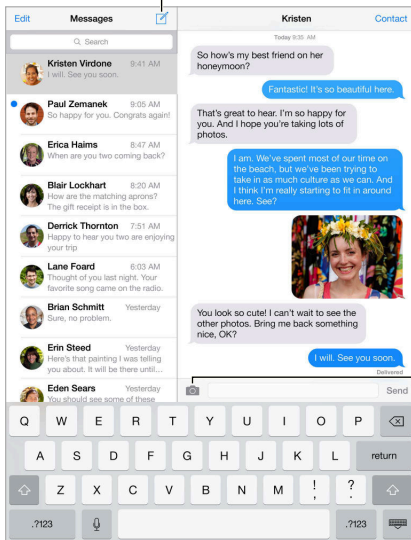 Edit
Messages
Search
Kristen Virdone 9:41 AM
I will. See you soon.
Paul Zemanek 9:05 AM
So happy for you. Congrats again!
Erica Haims 8:47 AM
When are you two coming back?
Blair Lockhart 8:20 AM
How are the matching aprons?
The gift receipt is in the box.
Derrick Thornton 7:51 AM
Happy to hear you two are enjoying
your trip
Lane Foard 6:03 AM
Thought of you last night. Your
favorite song came on the radio.
Brian Schmitt Yesterday
Sure, no problem.
Erin Steed Yesterday
Here's that painting I was telling
you about. It will be there until...
Eden Sears Yesterday
You should see some of these
Kristen
Contact
Today 9:35 AM
So how's my best friend on her
honeymoon?
Fantastic! It's so beautiful here.
That's great to hear. I'm so happy for
you. And I hope you're taking lots of
photos.
I am. We've spent most of our time on
the beach, but we've been trying to
take in as much culture as we can. And
I think I'm really starting to fit in around
here. See?
You look so cute! I can't wait to see the
other photos. Bring me back something
nice, OK?
I will. See you soon.
Delivered
Send
Q W E R T Y U I O P
A S D F G H J K L return
Z X C V B N M ! , ? .
.?123 .?123